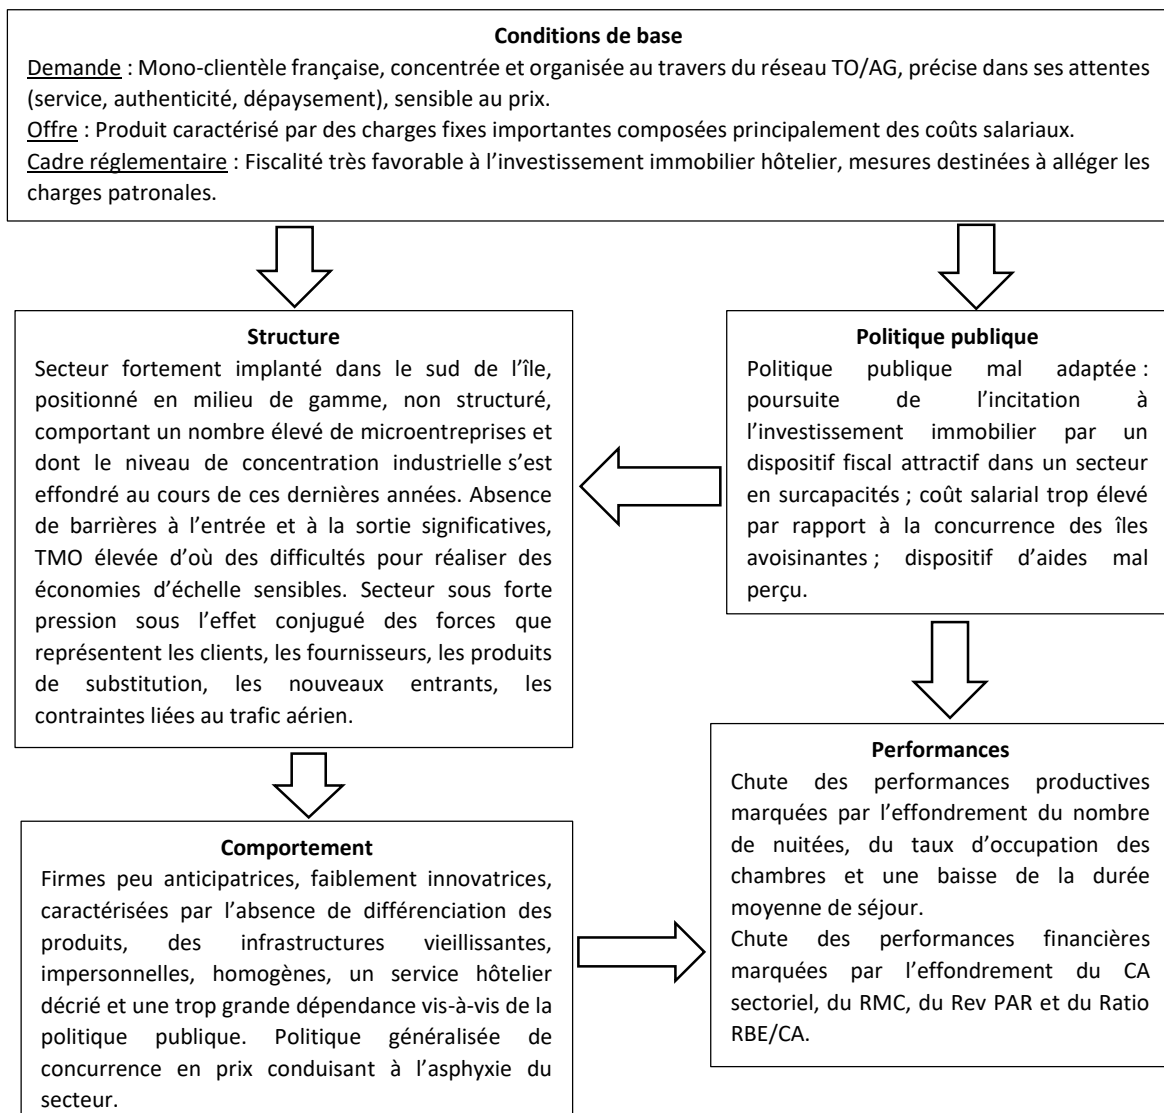 Conditions de base
Demande : Mono-clientèle française, concentrée et organisée au travers du réseau TO/AG, précise dans ses attentes
(service, authenticité, dépaysement), sensible au prix.
Offre : Produit caractérisé par des charges fixes importantes composées principalement des coûts salariaux.
Cadre réglementaire : Fiscalité très favorable à l'investissement immobilier hôtelier, mesures destinées à alléger les
charges patronales.
Structure
Secteur fortement implanté dans le sud de l'île,
positionné en milieu de gamme, non structuré,
comportant un nombre élevé de microentreprises et
dont le niveau de concentration industrielle s'est
effondré au cours de ces dernières années. Absence
de barrières à l'entrée et à la sortie significatives,
TMO élevée d'où des difficultés pour réaliser des
économies d'échelle sensibles. Secteur sous forte
pression sous l'effet conjugué des forces que
représentent les clients, les fournisseurs, les produits
de substitution, les nouveaux entrants, les
contraintes liées au trafic aérien.
Politique publique
Politique publique mal adaptée :
poursuite de l'incitation à
l'investissement immobilier par un
dispositif fiscal attractif dans un secteur
en surcapacités ; coût salarial trop élevé
par rapport à la concurrence des îles
avoisinantes ; dispositif d'aides mal
perçu.
Comportement
Firmes peu anticipatrices, faiblement innovatrices,
caractérisées par l'absence de différenciation des
produits, des infrastructures vieillissantes,
impersonnelles, homogènes, un service hôtelier
décrié et une trop grande dépendance vis-à-vis de la
politique publique. Politique généralisée de
concurrence en prix conduisant à l'asphyxie du
secteur.
Performances
Chute des performances productives
marquées par l'effondrement du nombre
de nuitées, du taux d'occupation des
chambres et une baisse de la durée
moyenne de séjour.
Chute des performances financières
marquées par l'effondrement du CA
sectoriel, du RMC, du Rev PAR et du Ratio
RBE/CA.